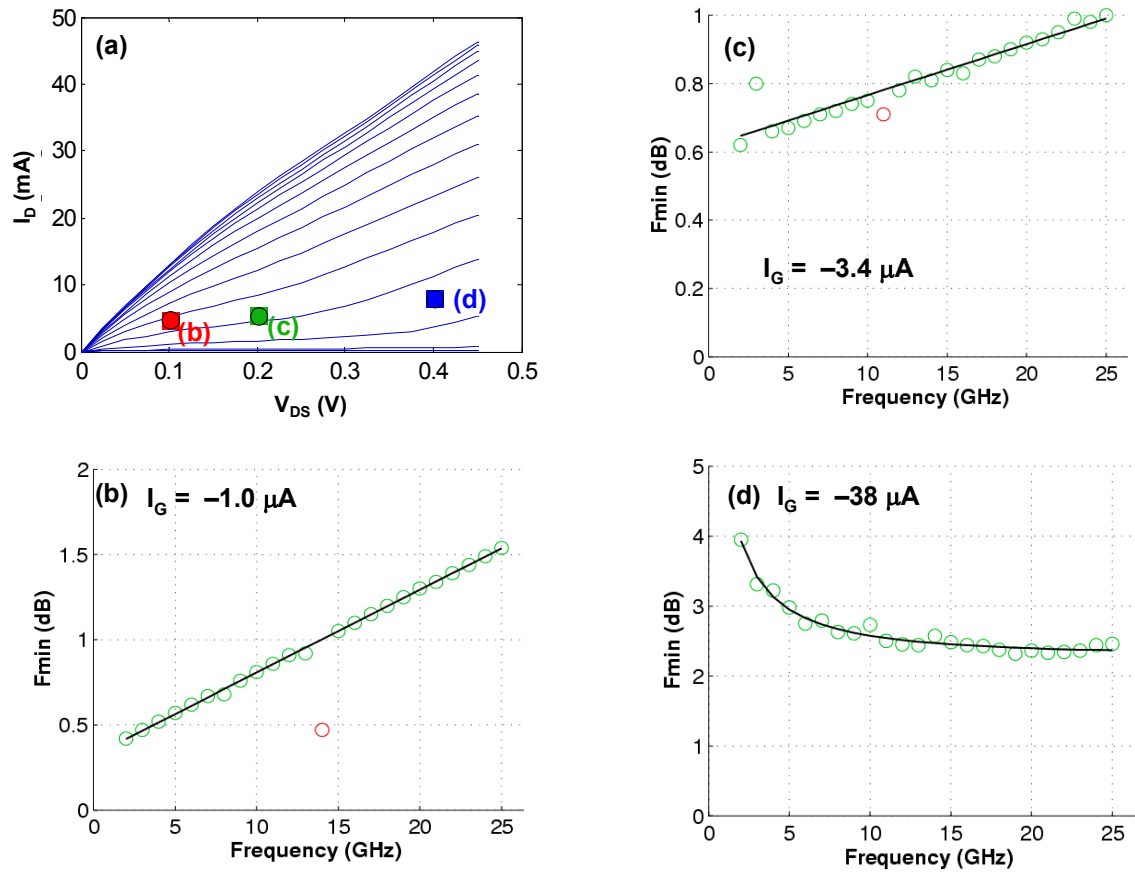 (a)
50
40
30
20
10
0
I_D (mA)
(b)
(c)
(d)
0 0.1 0.2 0.3 0.4 0.5
V_DS (V)
(c)
1
0.8
0.6
0.4
0.2
0
Fmin (dB)
I_G = –3.4 μA
0 5 10 15 20 25
Frequency (GHz)
(b) I_G = –1.0 μA
2
1.5
1
0.5
0
Fmin (dB)
0 5 10 15 20 25
Frequency (GHz)
(d) I_G = –38 μA
5
4
3
2
1
0
Fmin (dB)
0 5 10 15 20 25
Frequency (GHz)